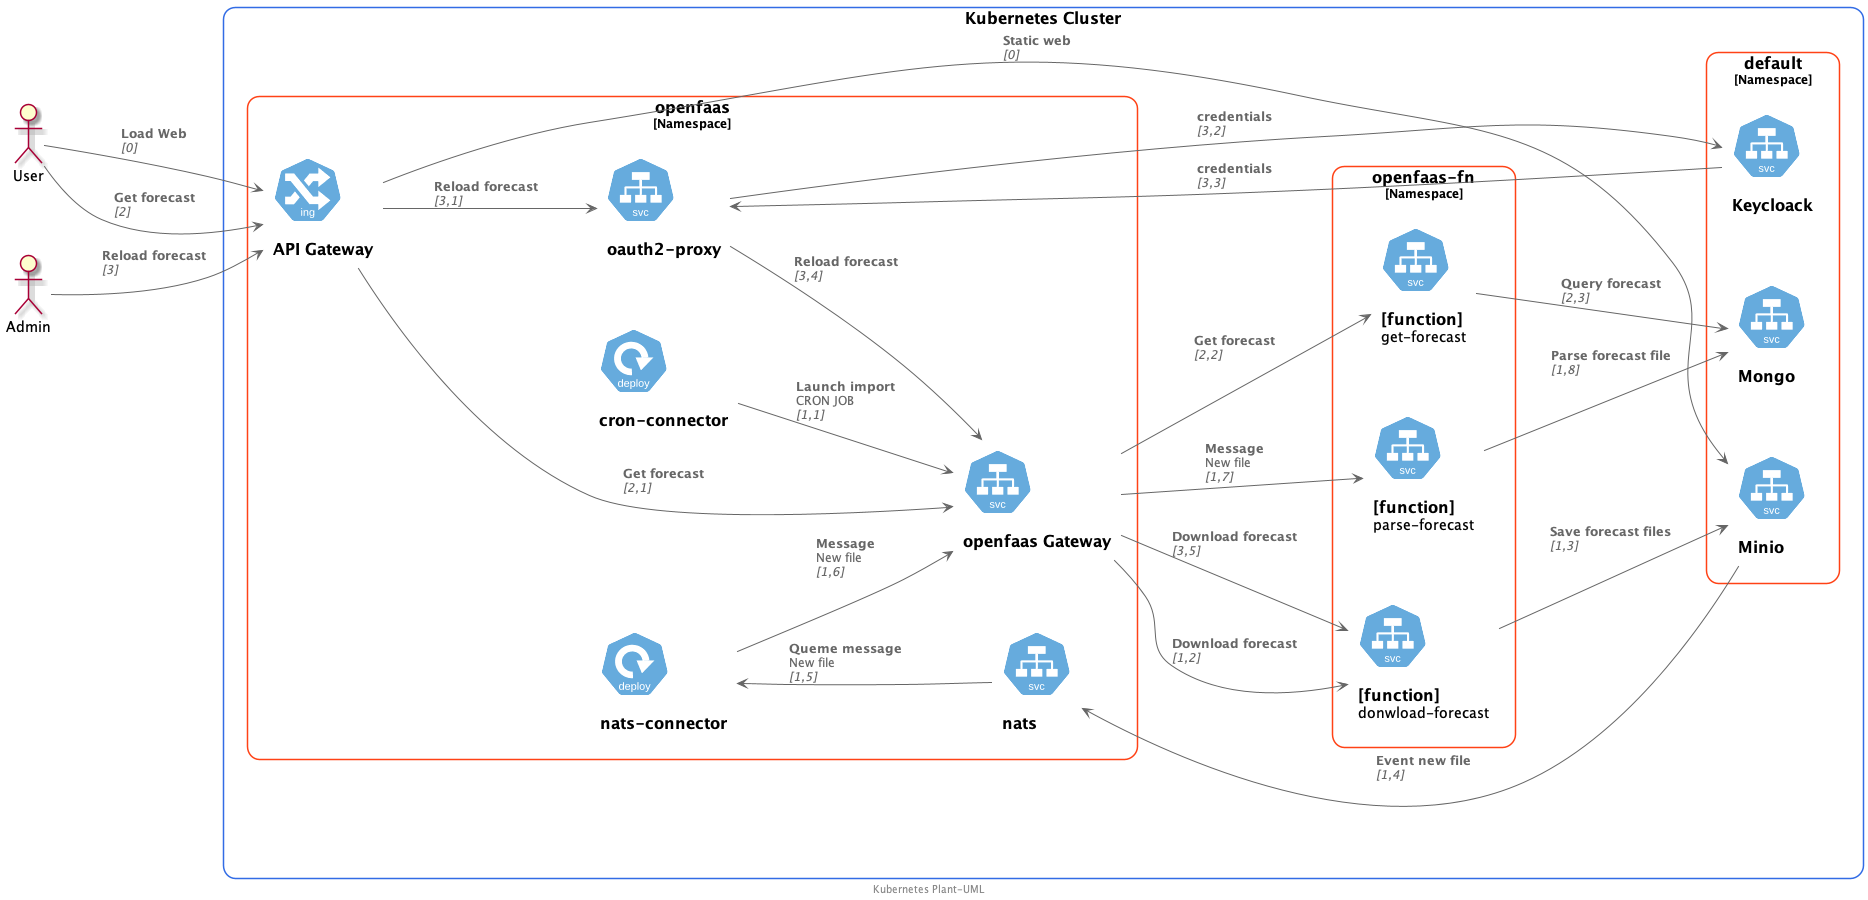 Kubernetes Cluster
Static web
[0]
default
[Namespace]
openfaas
[Namespace]
credentials
[3,2]
Load Web
[0]
User
svc
Keycloack
credentials
[3,3]
openfaas-fn
[Namespace]
Get forecast
[2]
Reload forecast
[3,1]
ing
API Gateway
svc
oauth2-proxy
Reload forecast
[3]
Admin
Reload forecast
[3,4]
svc
[function]
get-forecast
Query forecast
[2,3]
svc
Mongo
Get forecast
[2,2]
Parse forecast file
[1,8]
deploy
cron-connector
Launch import
CRON JOB
[1,1]
Get forecast
[2,1]
svc
openfaas Gateway
Message
New file
[1,7]
svc
[function]
parse-forecast
svc
Minio
Download forecast
[3,5]
Save forecast files
[1,3]
Message
New file
[1,6]
Download forecast
[1,2]
Queme message
New file
[1,5]
deploy
nats-connector
svc
nats
svc
[function]
donwload-forecast
Event new file
[1,4]
Kubernetes Plant-UML